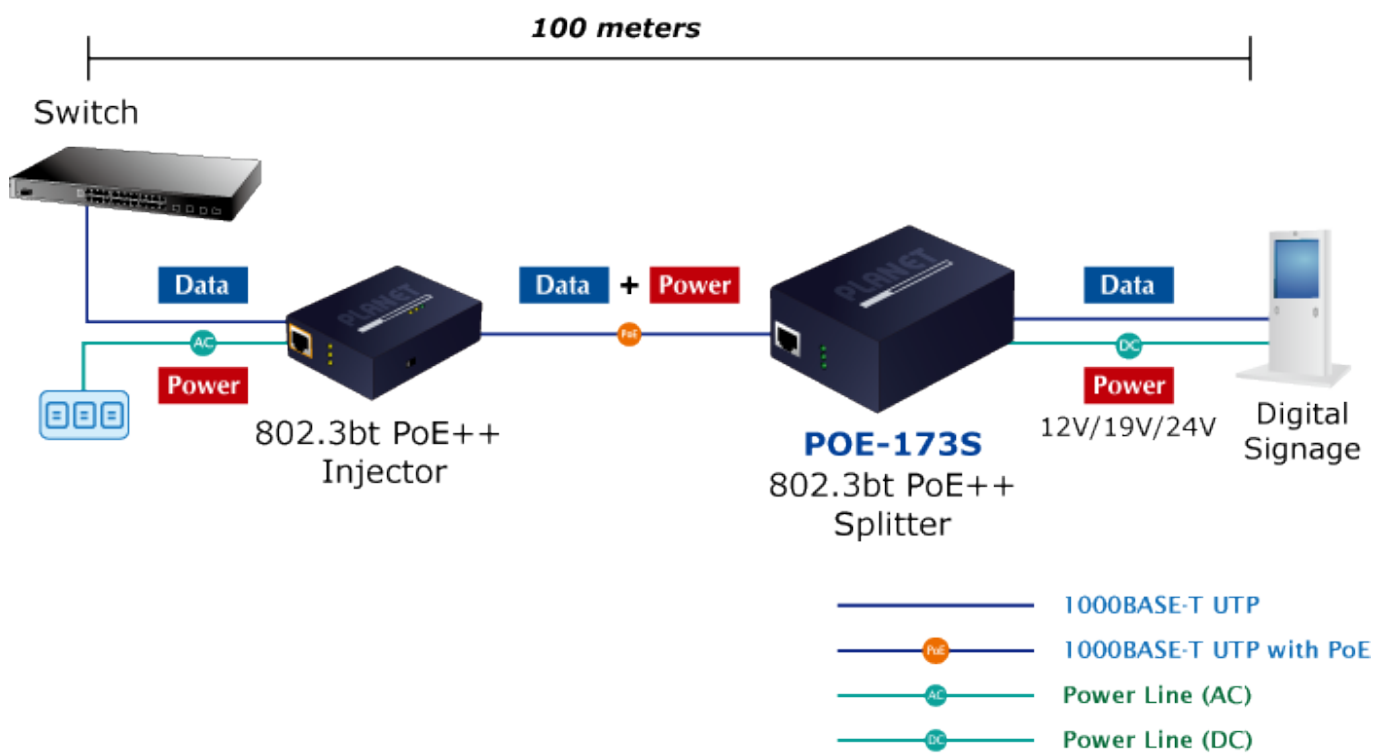 100 meters
Switch
Data
Data + Power
Data
AC
PoE
DC
Power
Power
PLANET
PLANET
12V/19V/24V
802.3bt PoE++
Injector
POE-173S
802.3bt PoE++
Splitter
Digital
Signage
1000BASE-T UTP
PoE 1000BASE-T UTP with PoE
AC Power Line (AC)
DC Power Line (DC)